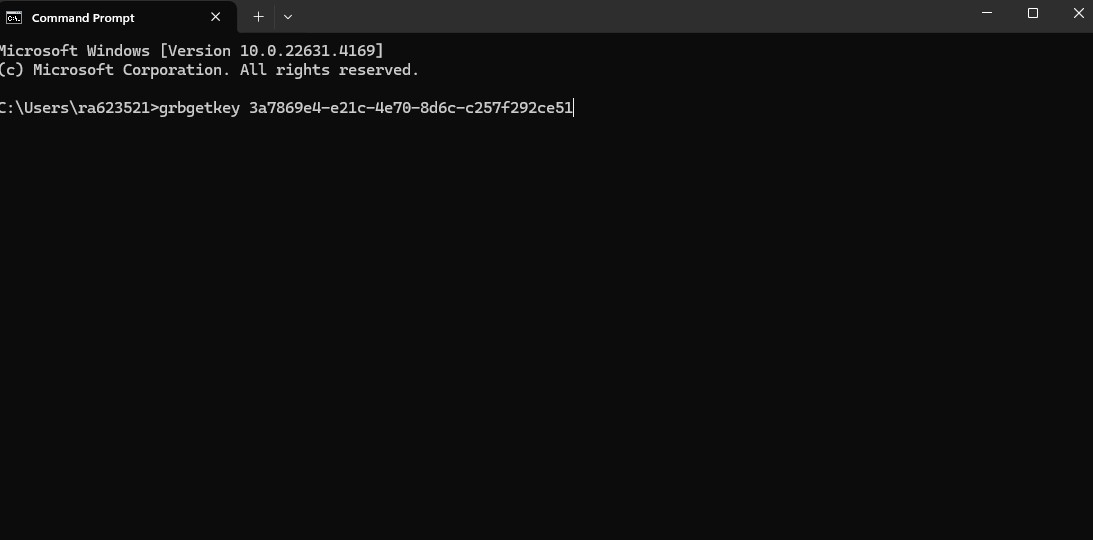 Command Prompt
Microsoft Windows [Version 10.0.22631.4169]
(c) Microsoft Corporation. All rights reserved.
C:\Users\ra623521>grbgetkey 3a7869e4-e21c-4e70-8d6c-c257f292ce51